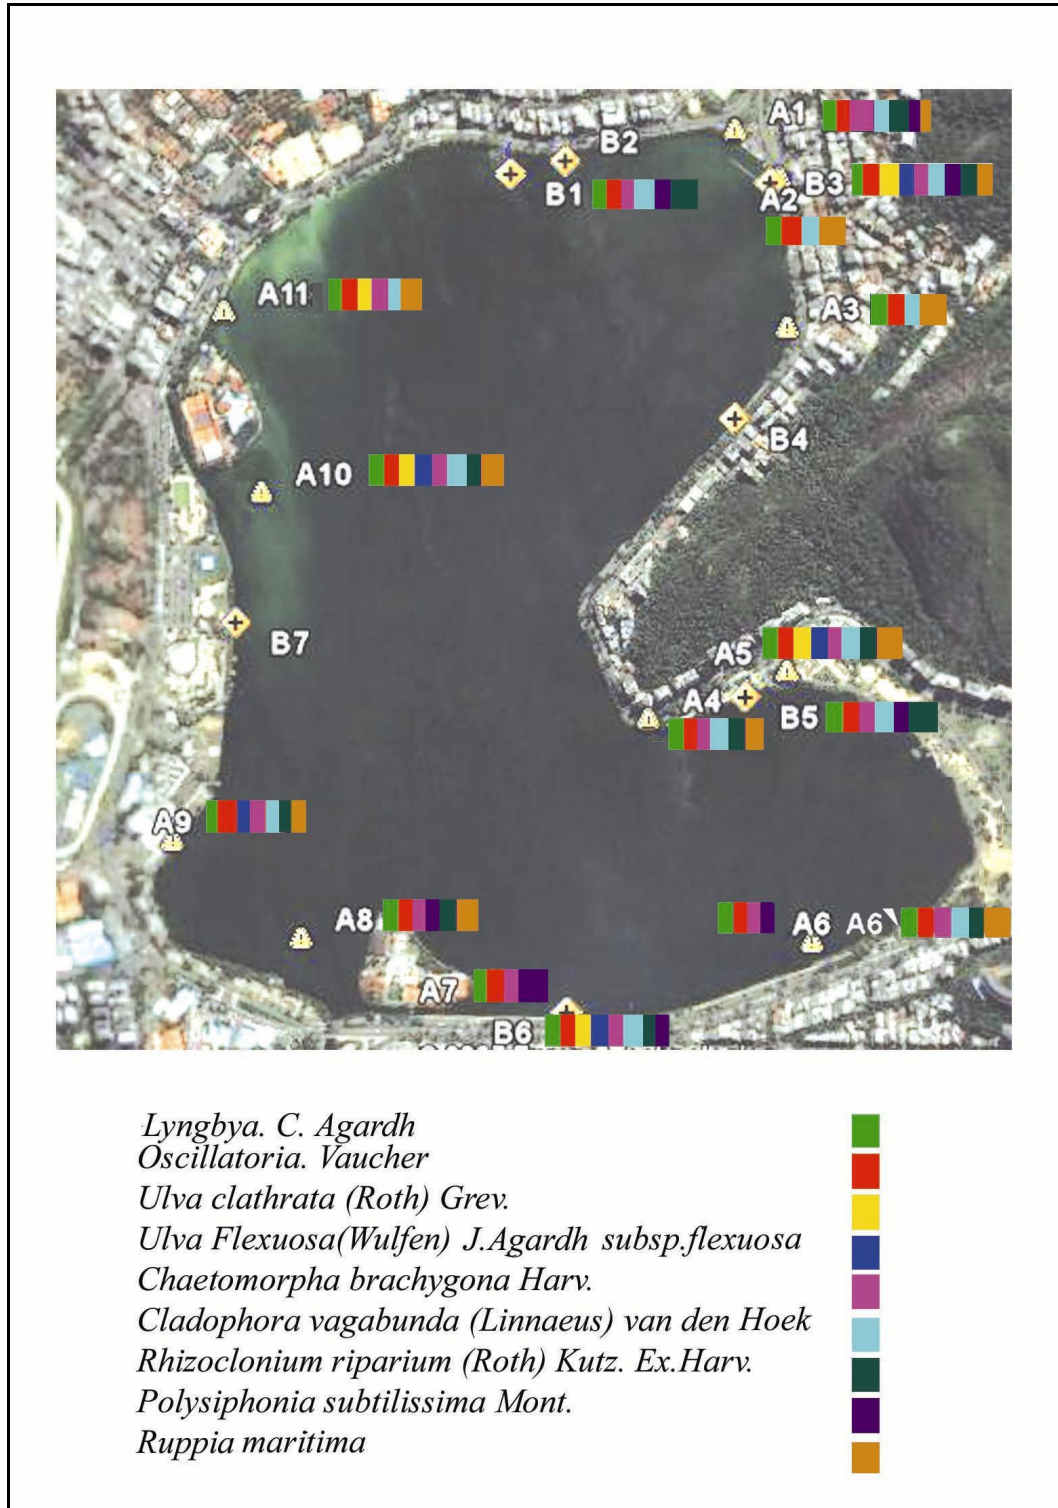 A1
B2
B1
B3
A2
A11
A3
B4
A10
B7
A5
A4
B5
A9
A8
A6
A6
A7
B6
Lyngbya. C. Agardh
Oscillatoria. Vaucher
Ulva clathrata (Roth) Grev.
Ulva Flexuosa(Wulfen) J.Agardh subsp.flexuosa
Chaetomorpha brachygona Harv.
Cladophora vagabunda (Linnaeus) van den Hoek
Rhizoclonium riparium (Roth) Kutz. Ex.Harv.
Polysiphonia subtilissima Mont.
Ruppia maritima